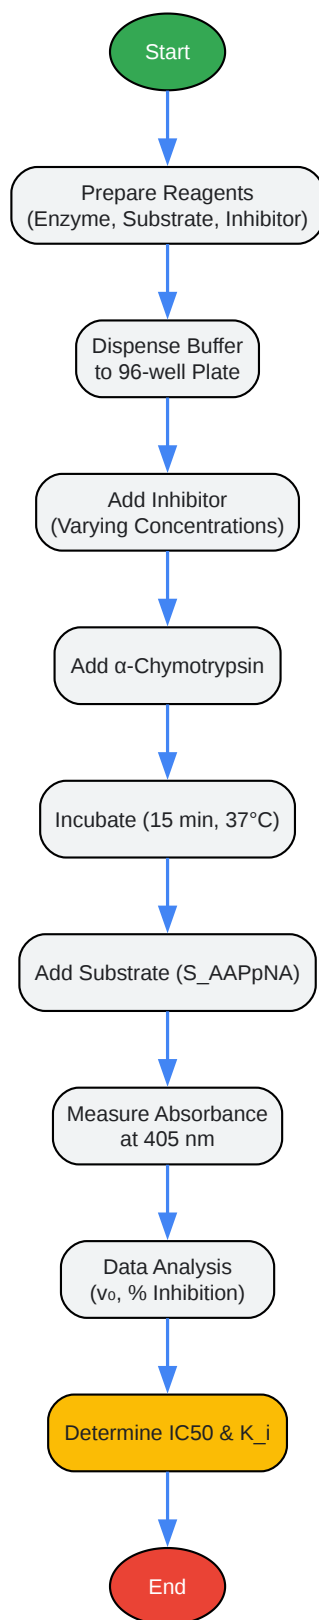 Start
Prepare Reagents
(Enzyme, Substrate, Inhibitor)
Dispense Buffer
to 96-well Plate
Add Inhibitor
(Varying Concentrations)
Add α-Chymotrypsin
Incubate (15 min, 37°C)
Add Substrate (S_AAPpNA)
Measure Absorbance
at 405 nm
Data Analysis
(v₀, % Inhibition)
Determine IC50 & K_i
End